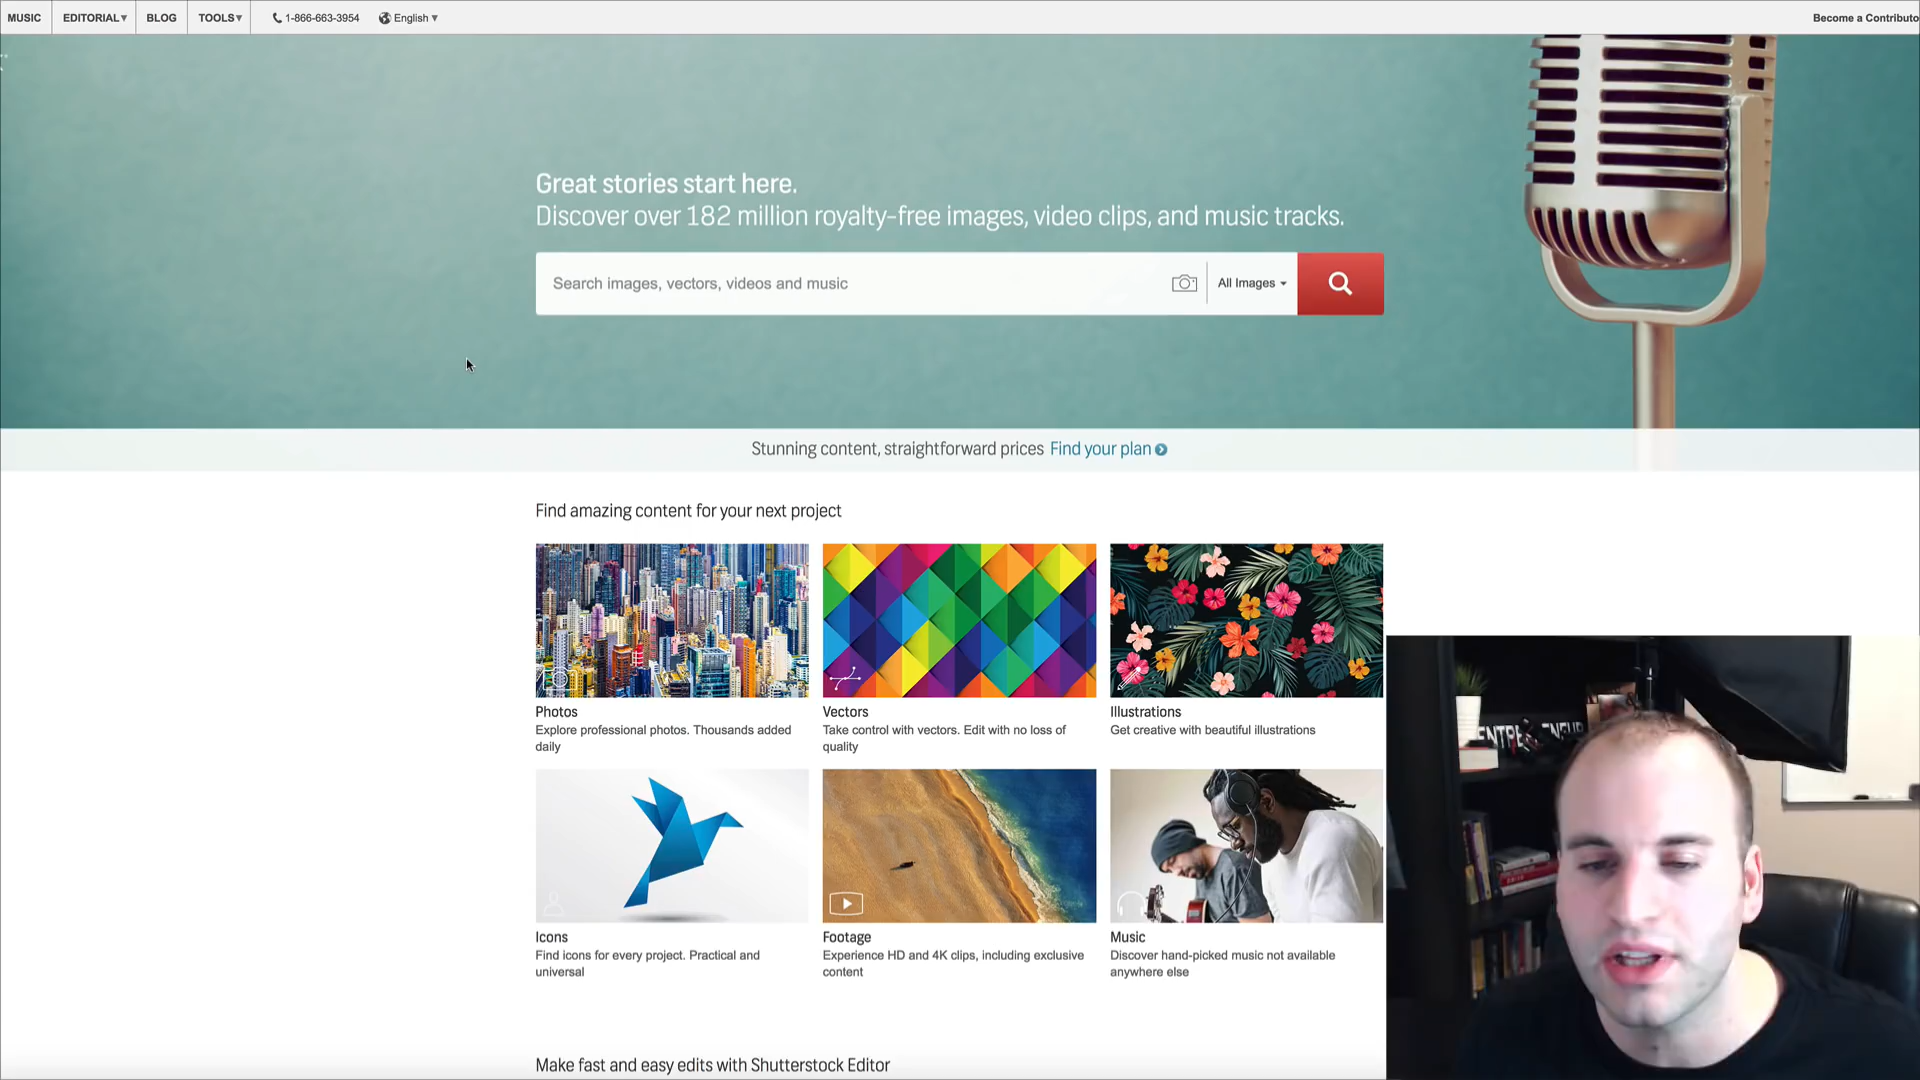 MUSIC
EDITORIAL
BLOG
TOOLS
1-866-663-3954
English
Become a Contributo
Great stories start here.
Discover over 182 million royalty-free images, video clips, and music tracks.
Search images, vectors, videos and music
All Images
Stunning content, straightforward prices Find your plan
Find amazing content for your next project
Photos
Explore professional photos. Thousands added
daily
Vectors
Take control with vectors. Edit with no loss of
quality
Illustrations
Get creative with beautiful illustrations
Icons
Find icons for every project. Practical and
universal
Footage
Experience HD and 4K clips, including exclusive
content
Music
Discover hand-picked music not available
anywhere else
Make fast and easy edits with Shutterstock Editor